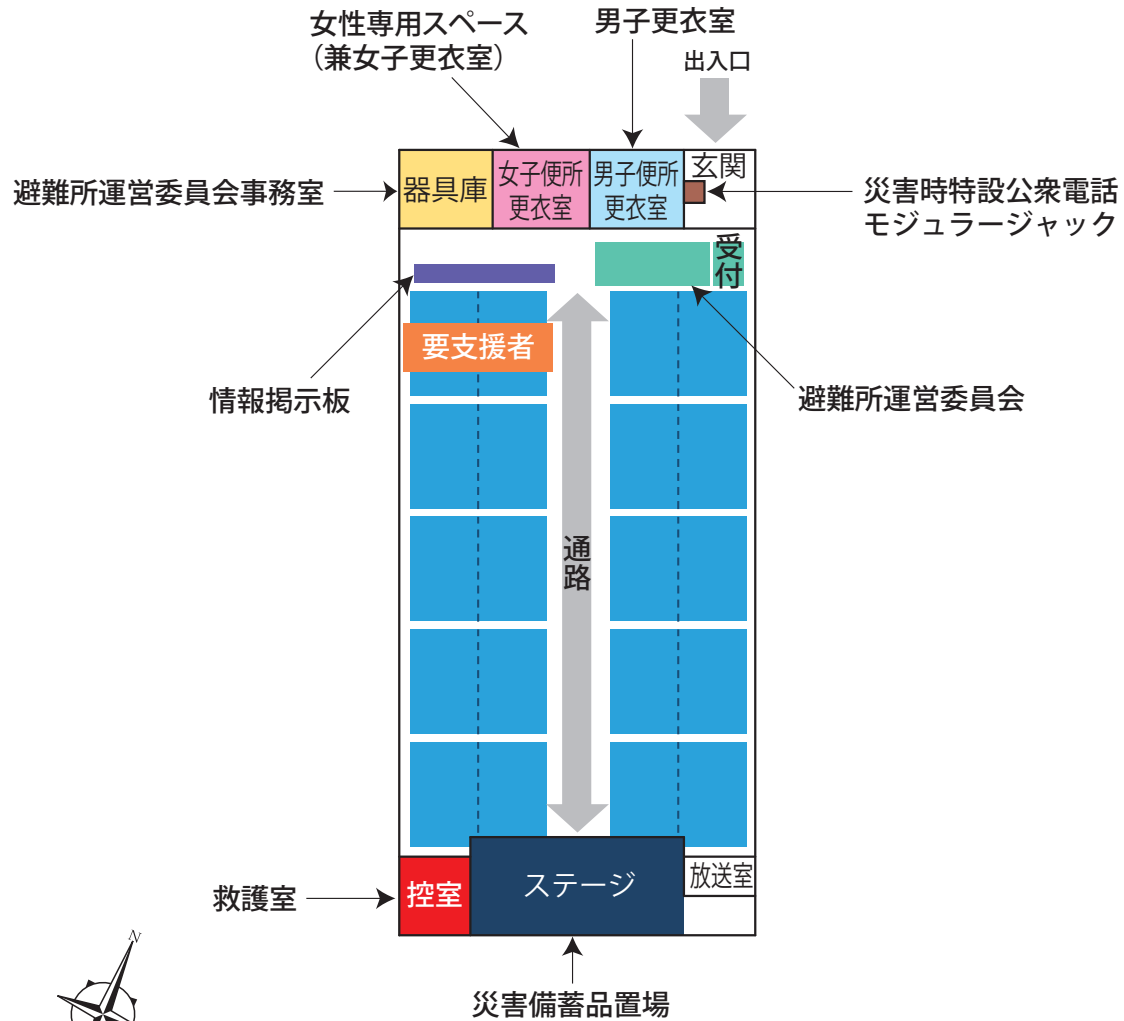 女性専用スペース
（兼女子更衣室）
男子更衣室
出入口
避難所運営委員会事務室
器具庫
女子便所
更衣室
男子便所
更衣室
玄関
災害時特設公衆電話
モジュラージャック
受付
要支援者
情報掲示板
避難所運営委員会
通路
救護室
控室
ステージ
放送室
N
災害備蓄品置場